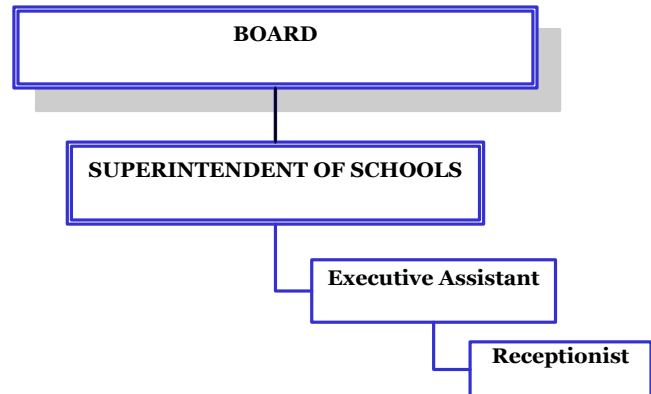 BOARD
SUPERINTENDENT OF SCHOOLS
Executive Assistant
Receptionist